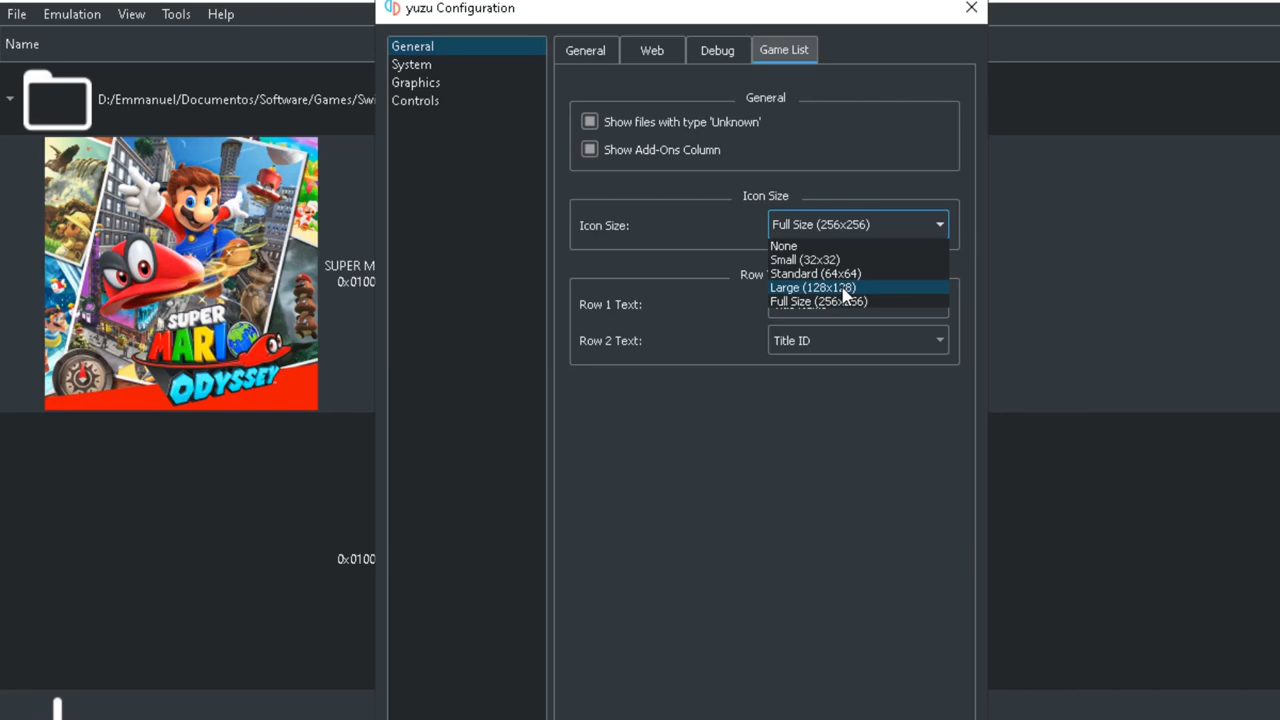 yuzu Configuration
File Emulation View Tools Help
Name
D:/Emmanuel/Documentos/Software/Games/Sw
SUPER MARIO ODYSSEY
SUPER M
0x0100
0x0100
General
System
Graphics
Controls
General Web Debug Game List
General
Show files with type 'Unknown'
Show Add-Ons Column
Icon Size
Icon Size: Full Size (256x256)
None
Small (32x32)
Standard (64x64)
Large (128x128)
Full Size (256x256)
Row
Row 1 Text:
Row 2 Text: Title ID